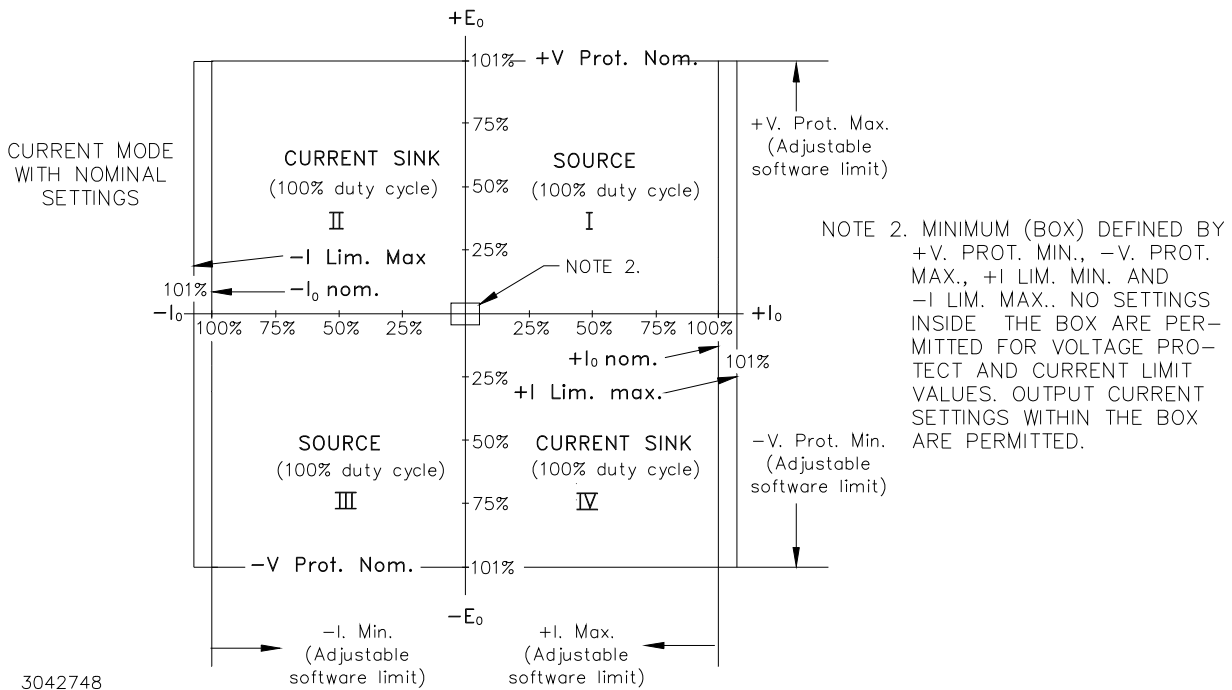 +E₀
101%
+V Prot. Nom.
75%
+V. Prot. Max.
(Adjustable
software limit)
CURRENT MODE
WITH NOMINAL
SETTINGS
CURRENT SINK
(100% duty cycle)
II
SOURCE
(100% duty cycle)
I
50%
25%
NOTE 2. MINIMUM (BOX) DEFINED BY
+V. PROT. MIN., −V. PROT.
MAX., +I LIM. MIN. AND
−I LIM. MAX.. NO SETTINGS
INSIDE THE BOX ARE PER−
MITTED FOR VOLTAGE PRO−
TECT AND CURRENT LIMIT
VALUES. OUTPUT CURRENT
SETTINGS WITHIN THE BOX
ARE PERMITTED.
−I Lim. Max
NOTE 2.
101%
−I₀ nom.
−I₀
+I₀
100%
75%
50%
25%
25%
50%
75%
100%
+I₀ nom.
101%
25%
+I Lim. max.
SOURCE
(100% duty cycle)
III
50%
CURRENT SINK
(100% duty cycle)
IV
−V. Prot. Min.
(Adjustable
software limit)
75%
−V Prot. Nom.
101%
−E₀
−I. Min.
(Adjustable
software limit)
+I. Max.
(Adjustable
software limit)
3042748